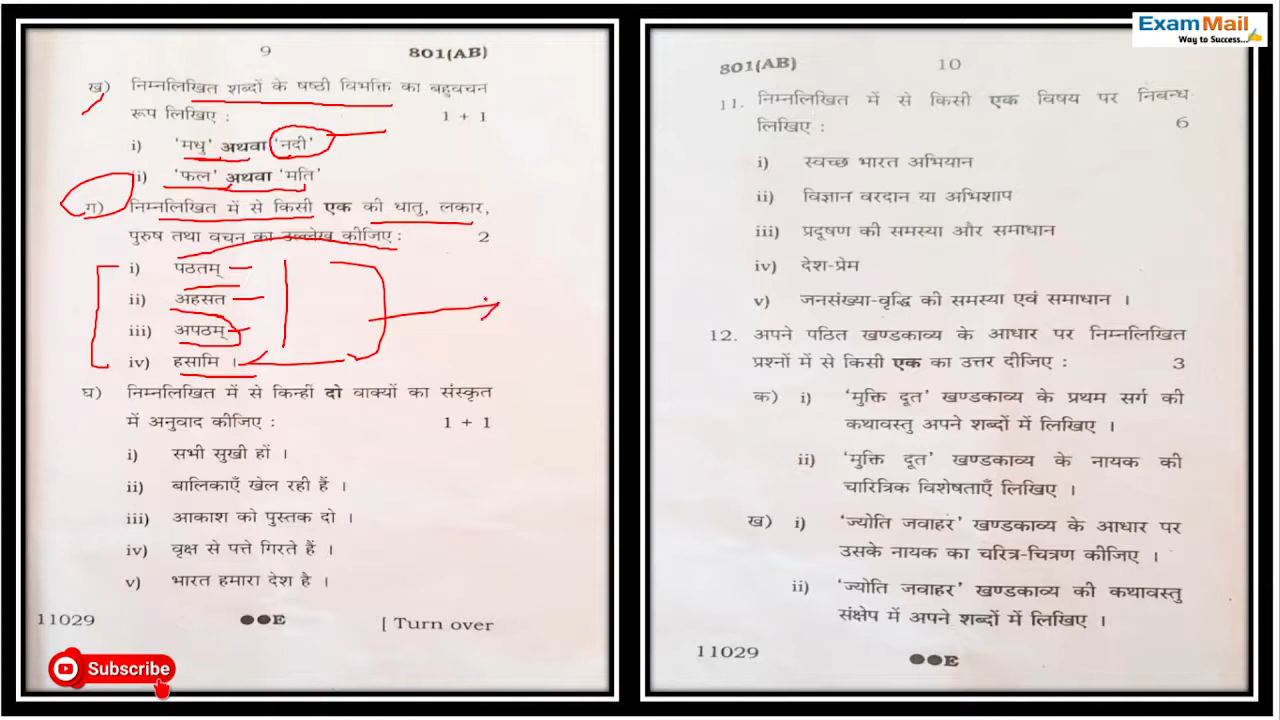 ExamMail
Way to Success...
9 801(AB)
ख) निम्नलिखित शब्दों के षष्ठी विभक्ति का बहुवचन
रूप लिखिए : 1 + 1
i) 'मधु' अथवा 'नदी'
ii) 'फल' अथवा 'मति'
ग) निम्नलिखित में से किसी एक की धातु, लकार,
पुरुष तथा वचन का उल्लेख कीजिए : 2
i) पठतम्
ii) अहसत
iii) अपठम्
iv) हसामि ।
घ) निम्नलिखित में से किन्हीं दो वाक्यों का संस्कृत
में अनुवाद कीजिए : 1 + 1
i) सभी सुखी हों ।
ii) बालिकाएँ खेल रही हैं ।
iii) आकाश को पुस्तक दो ।
iv) वृक्ष से पत्ते गिरते हैं ।
v) भारत हमारा देश है ।
11029 ●●E [ Turn over
Subscribe
801(AB) 10
11. निम्नलिखित में से किसी एक विषय पर निबन्ध
लिखिए : 6
i) स्वच्छ भारत अभियान
ii) विज्ञान वरदान या अभिशाप
iii) प्रदूषण की समस्या और समाधान
iv) देश-प्रेम
v) जनसंख्या-वृद्धि की समस्या एवं समाधान ।
12. अपने पठित खण्डकाव्य के आधार पर निम्नलिखित
प्रश्नों में से किसी एक का उत्तर दीजिए : 3
क) i) 'मुक्ति दूत' खण्डकाव्य के प्रथम सर्ग की
कथावस्तु अपने शब्दों में लिखिए ।
ii) 'मुक्ति दूत' खण्डकाव्य के नायक की
चारित्रिक विशेषताएँ लिखिए ।
ख) i) 'ज्योति जवाहर' खण्डकाव्य के आधार पर
उसके नायक का चरित्र-चित्रण कीजिए ।
ii) 'ज्योति जवाहर' खण्डकाव्य की कथावस्तु
संक्षेप में अपने शब्दों में लिखिए ।
11029 ●●E